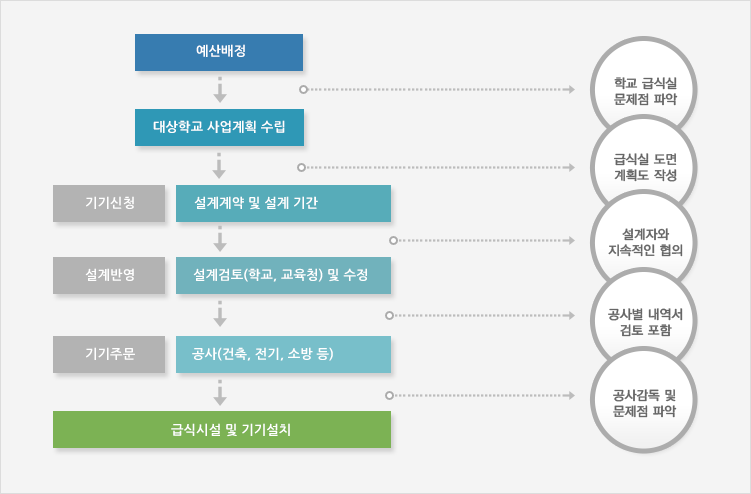 예산배정
학교 급식실
문제점 파악
대상학교 사업계획 수립
급식실 도면
계획도 작성
기기신청
설계계약 및 설계 기간
설계자와
지속적인 협의
설계반영
설계검토(학교, 교육청) 및 수정
공사별 내역서
검토 포함
기기주문
공사(건축, 전기, 소방 등)
공사감독 및
문제점 파악
급식시설 및 기기설치